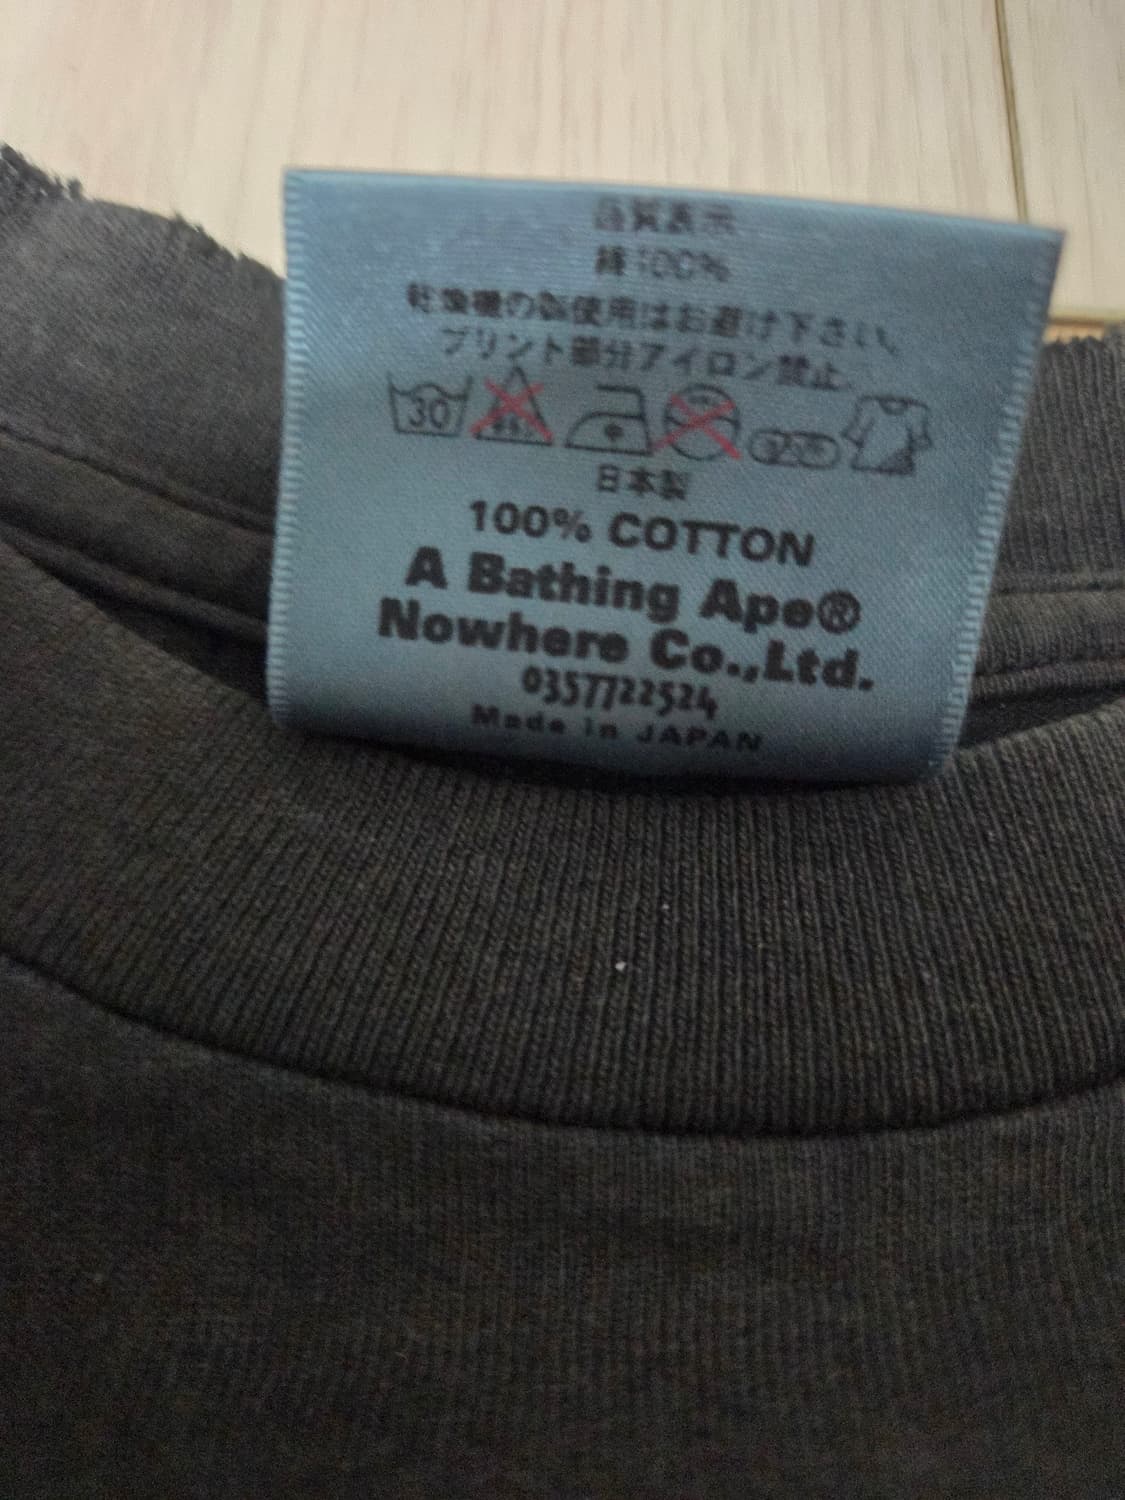 品質表示
綿100%
乾燥機の御使用はお避け下さい。
プリント部分アイロン禁止
30
中
日本製
100% COTTON
A Bathing Ape®
Nowhere Co.,Ltd.
0357722524
Made in JAPAN